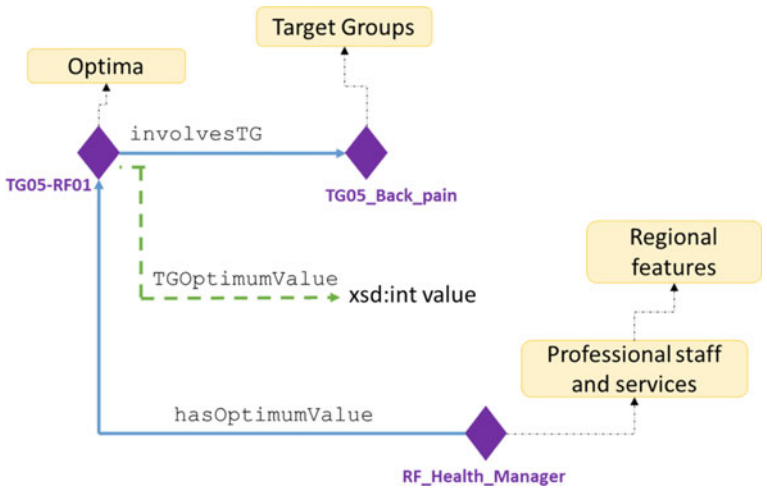 Target Groups
Optima
involvesTG
TG05-RF01
TG05_Back_pain
Regional
features
TGOptimumValue
xsd:int value
Professional staff
and services
hasOptimumValue
RF_Health_Manager